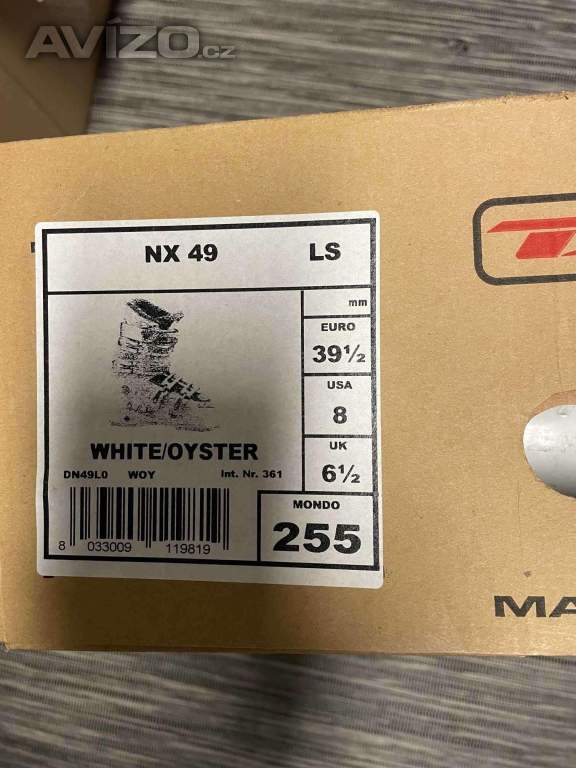 AVÍZO.cz
NX 49 LS
mm
EURO
39½
USA
8
UK
6½
WHITE/OYSTER
DN49L0 WOY Int. Nr. 361
MONDO
255
8 033009 119819
MA